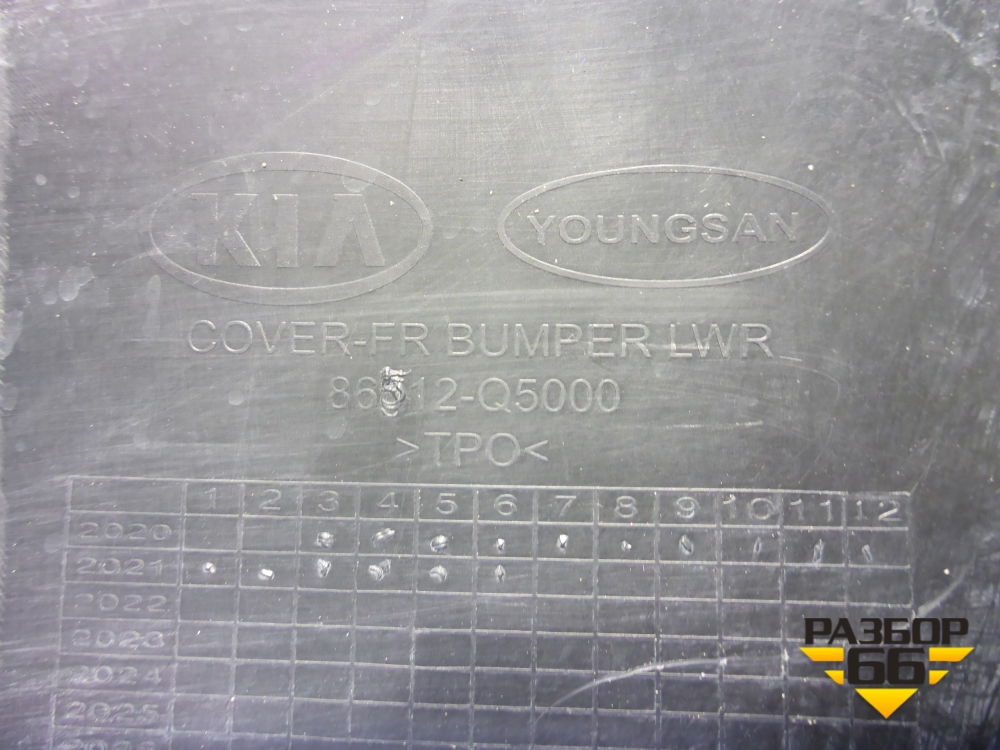 KIA YOUNGSAN
COVER-FR BUMPER LWR
86512-Q5000
>TPO<
1 2 3 4 5 6 7 8 9 10 11 12
2020
2021
2022
2023
2024
2025
РАЗБОР
66